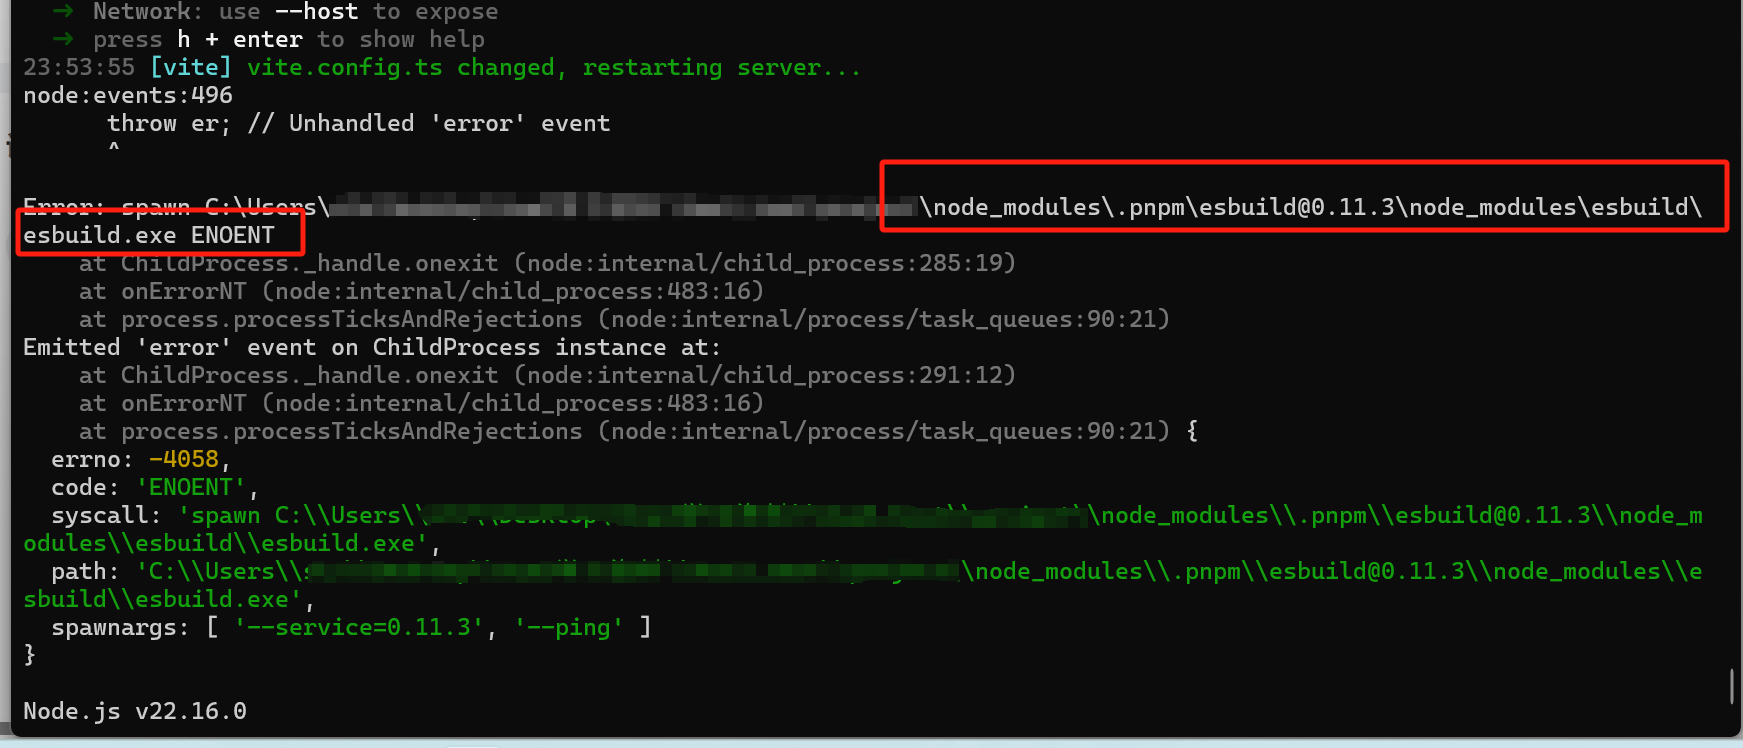 ➜ Network: use --host to expose
➜ press h + enter to show help
23:53:55 [vite] vite.config.ts changed, restarting server...
node:events:496
throw er; // Unhandled 'error' event
^
Error: spawn C:\Users\ \node_modules\.pnpm\esbuild@0.11.3\node_modules\esbuild\
esbuild.exe ENOENT
at ChildProcess._handle.onexit (node:internal/child_process:285:19)
at onErrorNT (node:internal/child_process:483:16)
at process.processTicksAndRejections (node:internal/process/task_queues:90:21)
Emitted 'error' event on ChildProcess instance at:
at ChildProcess._handle.onexit (node:internal/child_process:291:12)
at onErrorNT (node:internal/child_process:483:16)
at process.processTicksAndRejections (node:internal/process/task_queues:90:21) {
errno: -4058,
code: 'ENOENT',
syscall: 'spawn C:\\Users\\ \\node_modules\\.pnpm\\esbuild@0.11.3\\node_m
odules\\esbuild\\esbuild.exe',
path: 'C:\\Users\\ \\node_modules\\.pnpm\\esbuild@0.11.3\\node_modules\\e
sbuild\\esbuild.exe',
spawnargs: [ '--service=0.11.3', '--ping' ]
}
Node.js v22.16.0